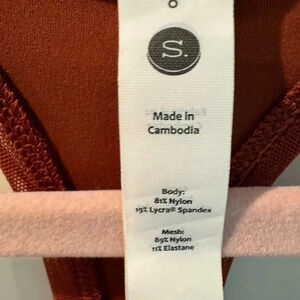 S.
Made in
Cambodia
Body:
81% Nylon
19% Lycra® Spandex
Mesh:
89% Nylon
11% Elastane